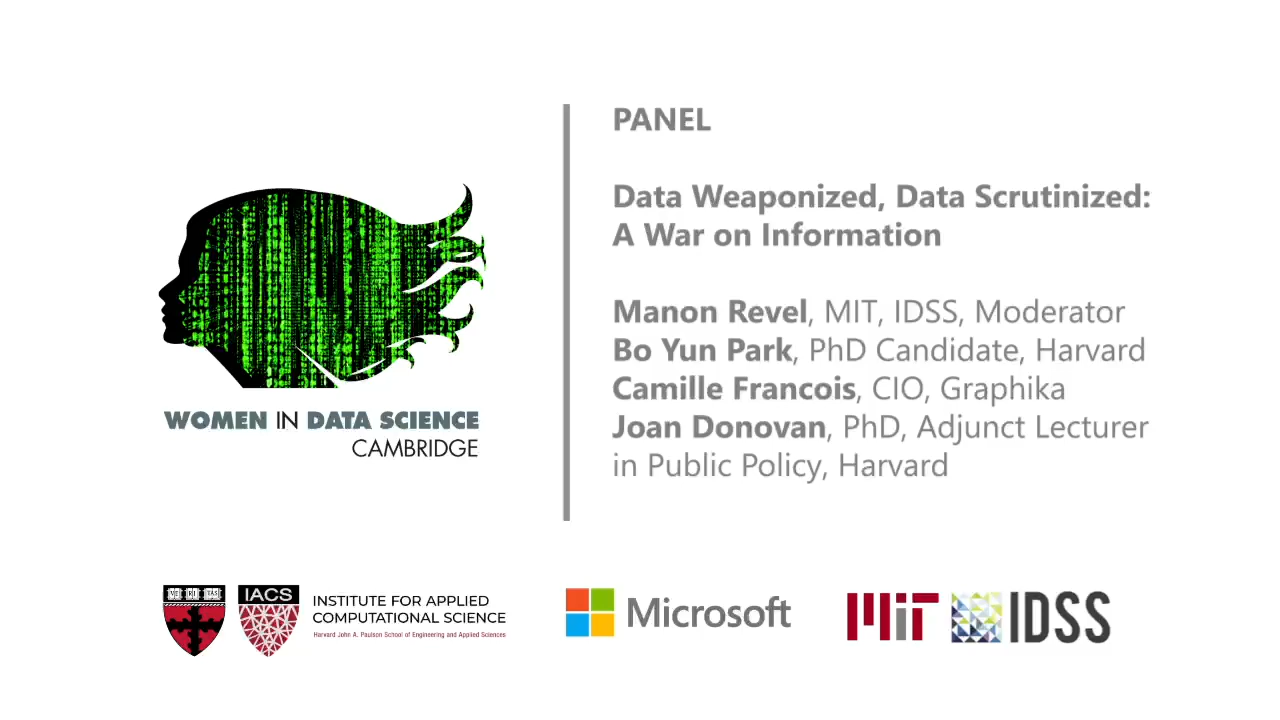 PANEL
Data Weaponized, Data Scrutinized:
A War on Information
Manon Revel, MIT, IDSS, Moderator
Bo Yun Park, PhD Candidate, Harvard
Camille Francois, CIO, Graphika
Joan Donovan, PhD, Adjunct Lecturer
in Public Policy, Harvard
WOMEN IN DATA SCIENCE
CAMBRIDGE
IACS
INSTITUTE FOR APPLIED
COMPUTATIONAL SCIENCE
Harvard John A. Paulson School of Engineering and Applied Sciences
Microsoft
MIT
IDSS